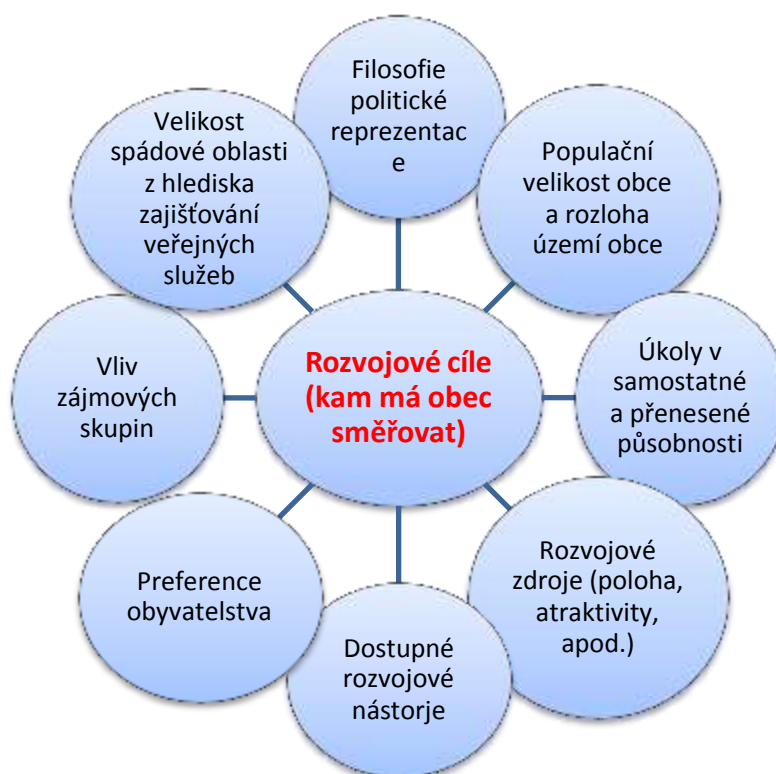 Filosofie
politické
reprezentac
e
Populační
velikost obce
a rozloha
území obce
Úkoly v
samostatné
a přenesené
působnosti
Rozvojové
zdroje (poloha,
atraktivity,
apod.)
Dostupné
rozvojové
nástorje
Preference
obyvatelstva
Vliv
zájmových
skupin
Velikost
spádové oblasti
z hlediska
zajišťování
veřejných
služeb
Rozvojové cíle
(kam má obec
směřovat)